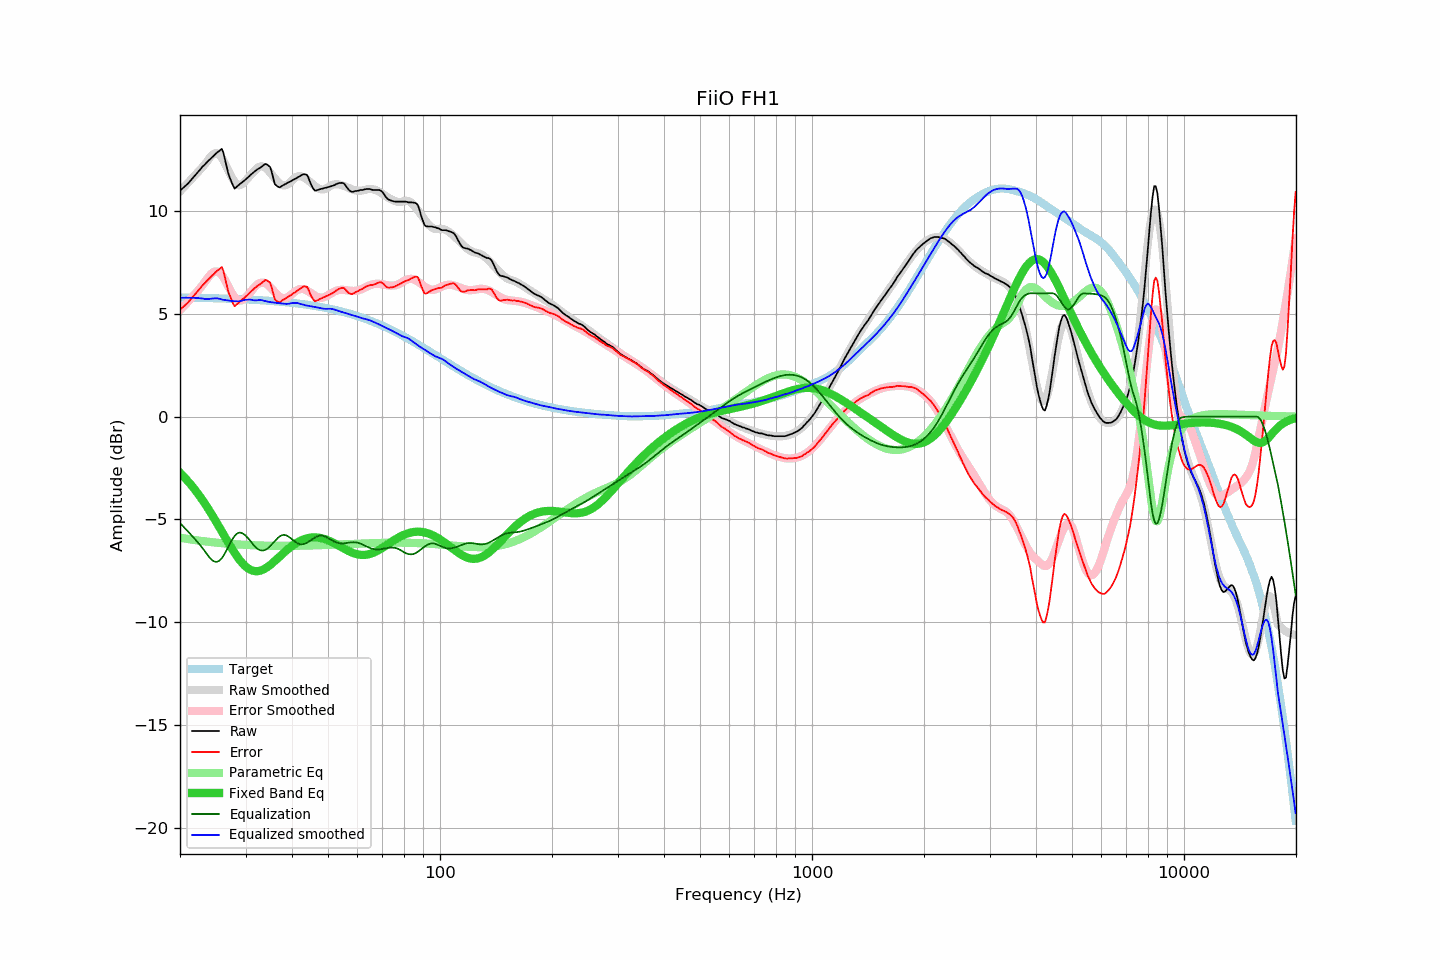 FiiO FH1
Amplitude (dBr)
10
5
0
−5
−10
−15
−20
Target
Raw Smoothed
Error Smoothed
Raw
Error
Parametric Eq
Fixed Band Eq
Equalization
Equalized smoothed
100
1000
10000
Frequency (Hz)